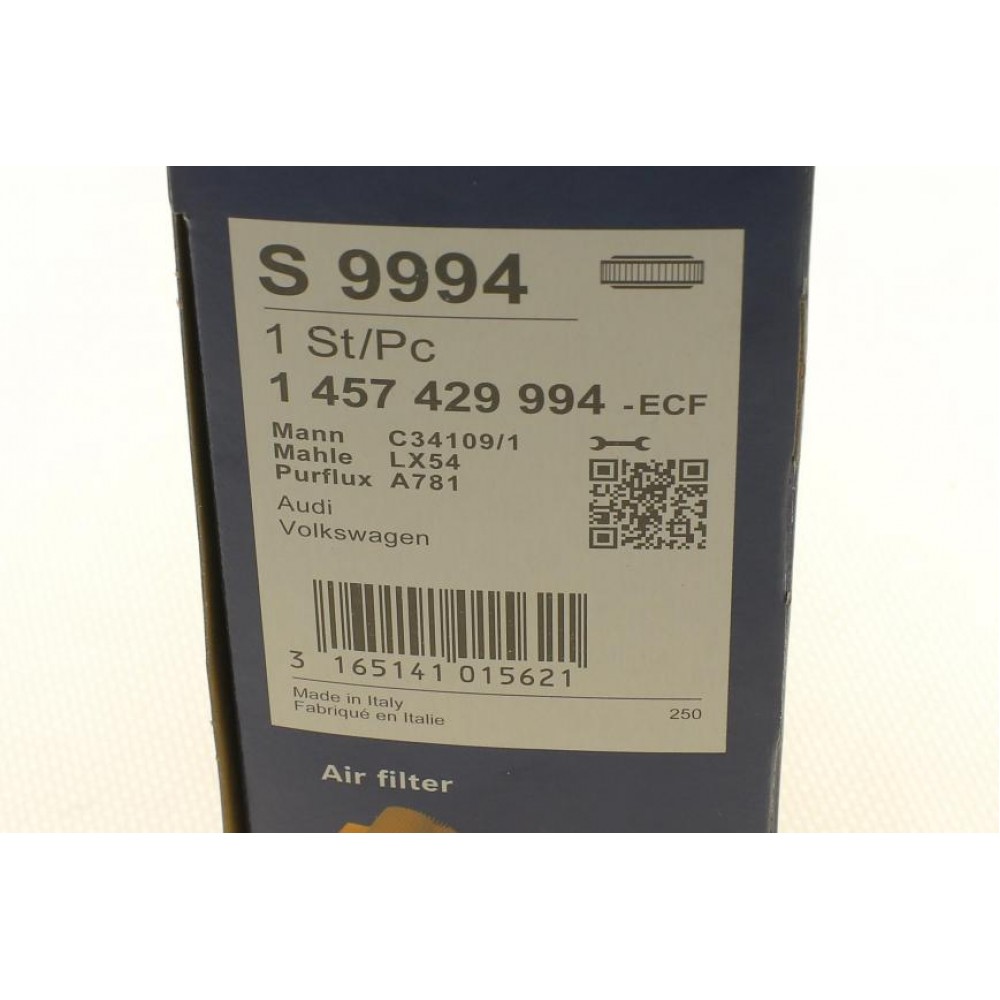 S 9994
1 St/Pc
1 457 429 994 -ECF
Mann C34109/1
Mahle LX54
Purflux A781
Audi
Volkswagen
3 165141 015621
Made in Italy
Fabriqué en Italie
250
Air filter